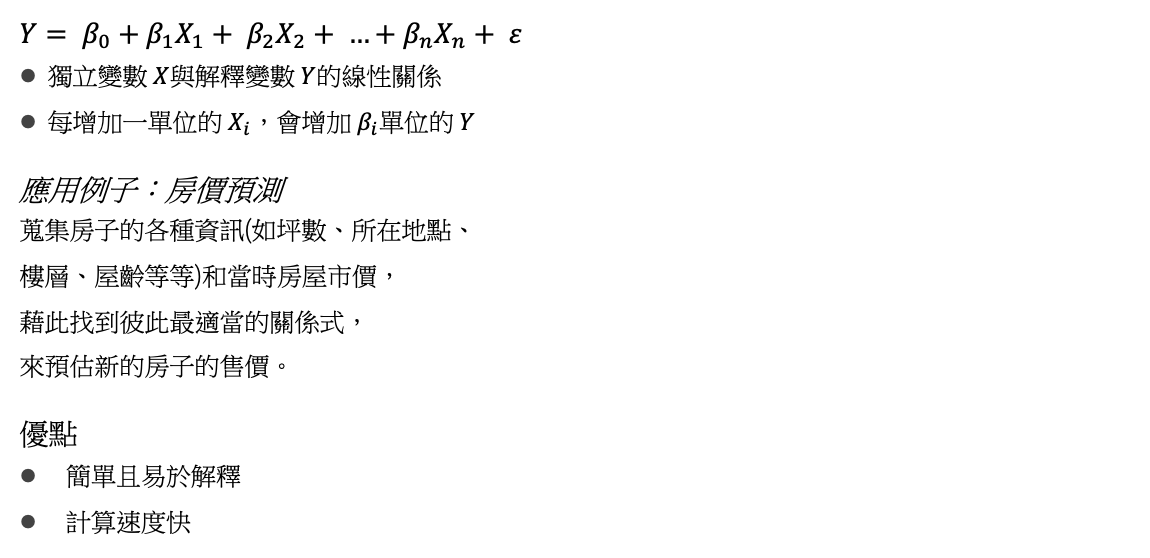 Y = β₀ + β₁X₁ + β₂X₂ + … + βₙXₙ + ε
● 獨立變數 X與解釋變數 Y的線性關係
● 每增加一單位的 Xᵢ，會增加 βᵢ單位的 Y
應用例子：房價預測
蒐集房子的各種資訊(如坪數、所在地點、
樓層、屋齡等等)和當時房屋市價，
藉此找到彼此最適當的關係式，
來預估新的房子的售價。
優點
● 簡單且易於解釋
● 計算速度快